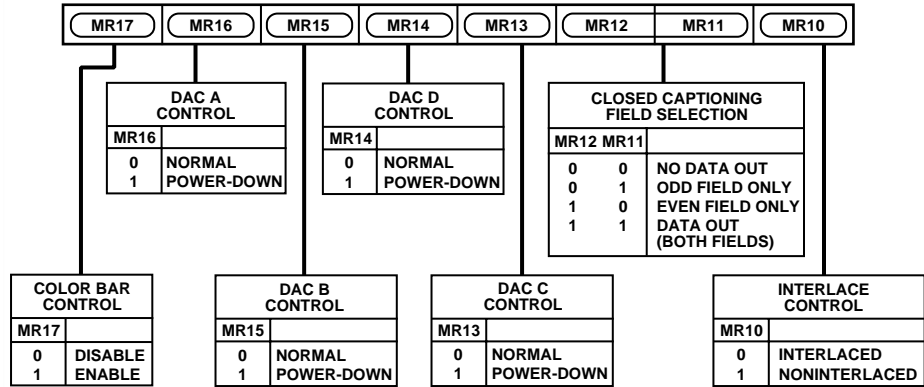 MR17 MR16 MR15 MR14 MR13 MR12 MR11 MR10
DAC A
CONTROL
MR16
0 NORMAL
1 POWER-DOWN
DAC D
CONTROL
MR14
0 NORMAL
1 POWER-DOWN
CLOSED CAPTIONING
FIELD SELECTION
MR12 MR11
0 0 NO DATA OUT
0 1 ODD FIELD ONLY
1 0 EVEN FIELD ONLY
1 1 DATA OUT
(BOTH FIELDS)
COLOR BAR
CONTROL
MR17
0 DISABLE
1 ENABLE
DAC B
CONTROL
MR15
0 NORMAL
1 POWER-DOWN
DAC C
CONTROL
MR13
0 NORMAL
1 POWER-DOWN
INTERLACE
CONTROL
MR10
0 INTERLACED
1 NONINTERLACED